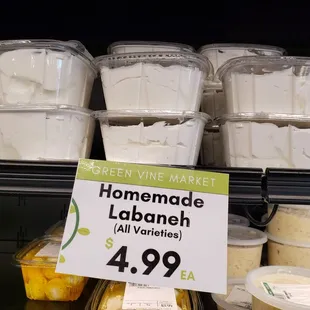 GREEN VINE MARKET
Homemade
Labaneh
(All Varieties)
$4.99 EA